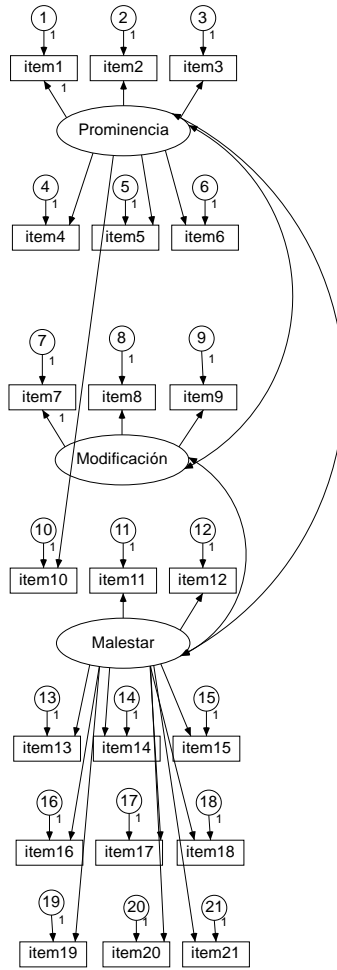 1 2 3
1 1 1
item1 item2 item3
1
Prominencia
4 5 6
1 1 1
item4 item5 item6
7 8 9
1 1 1
item7 item8 item9
1
Modificación
10 11 12
1 1 1
item10 item11 item12
Malestar
13 14 15
1 1 1
item13 item14 item15
16 17 18
1 1 1
item16 item17 item18
19 20 21
1 1 1
item19 item20 item21